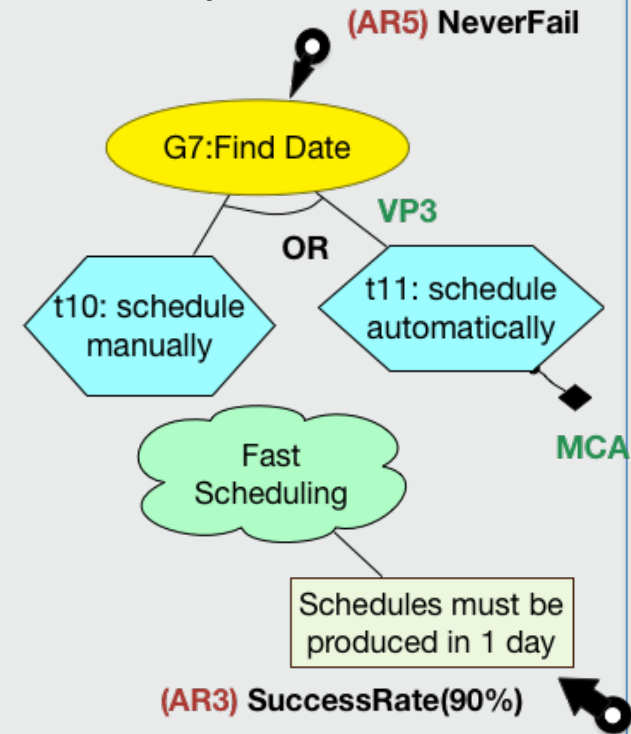 (AR5) NeverFail
G7:Find Date
VP3
OR
t10: schedule
manually
t11: schedule
automatically
MCA
Fast
Scheduling
Schedules must be
produced in 1 day
(AR3) SuccessRate(90%)